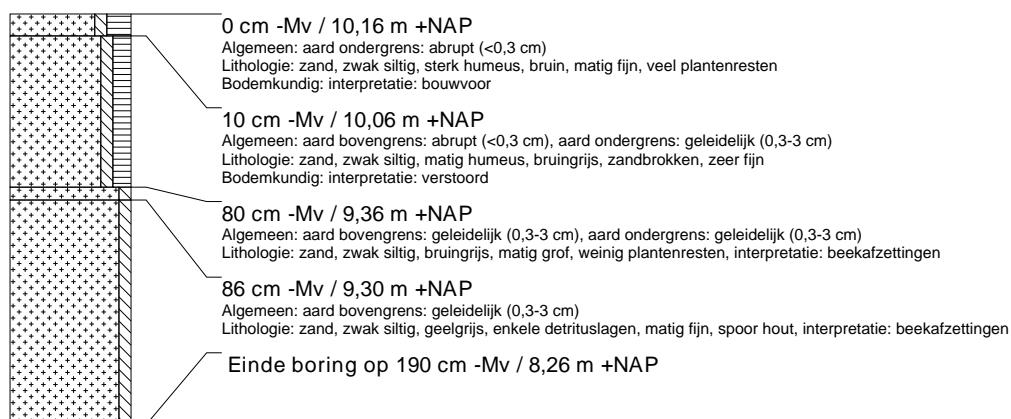 0 cm -Mv / 10,16 m +NAP
Algemeen: aard ondergrens: abrupt (<0,3 cm)
Lithologie: zand, zwak siltig, sterk humeus, bruin, matig fijn, veel plantenresten
Bodemkundig: interpretatie: bouwvoor
10 cm -Mv / 10,06 m +NAP
Algemeen: aard bovengrens: abrupt (<0,3 cm), aard ondergrens: geleidelijk (0,3-3 cm)
Lithologie: zand, zwak siltig, matig humeus, bruingrijs, zandbrokken, zeer fijn
Bodemkundig: interpretatie: verstoord
80 cm -Mv / 9,36 m +NAP
Algemeen: aard bovengrens: geleidelijk (0,3-3 cm), aard ondergrens: geleidelijk (0,3-3 cm)
Lithologie: zand, zwak siltig, bruingrijs, matig grof, weinig plantenresten, interpretatie: beekafzettingen
86 cm -Mv / 9,30 m +NAP
Algemeen: aard bovengrens: geleidelijk (0,3-3 cm)
Lithologie: zand, zwak siltig, geelgrijs, enkele detrituslagen, matig fijn, spoor hout, interpretatie: beekafzettingen
Einde boring op 190 cm -Mv / 8,26 m +NAP